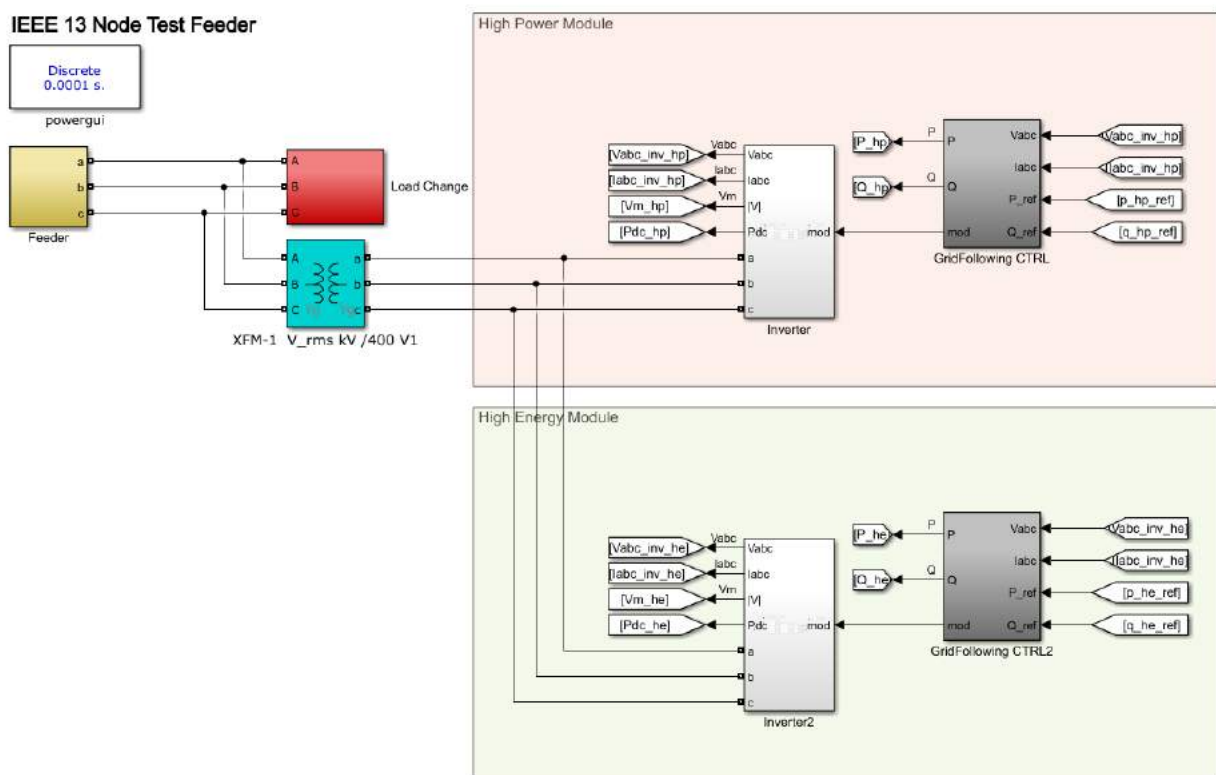 IEEE 13 Node Test Feeder
Discrete
0.0001 s.
powergui
a
b
c
Feeder
A
B
C
Load Change
A
B
C
a
b
c
XFM-1 V_rms kV /400 V1
High Power Module
[Vabc_inv_hp]
[Iabc_inv_hp]
[Vm_hp]
[Pdc_hp]
Vabc
Iabc
Vm
Vabc
Iabc
|V|
Pdc
mod
a
b
c
Inverter
[P_hp]
[Q_hp]
P
Q
P
Q
mod
Vabc
Iabc
P_ref
Q_ref
GridFollowing CTRL
[Vabc_inv_hp]
[Iabc_inv_hp]
[p_hp_ref]
[q_hp_ref]
High Energy Module
[Vabc_inv_he]
[Iabc_inv_he]
[Vm_he]
[Pdc_he]
Vabc
Iabc
Vm
Vabc
Iabc
|V|
Pdc
mod
a
b
c
Inverter2
[P_he]
[Q_he]
P
Q
P
Q
mod
Vabc
Iabc
P_ref
Q_ref
GridFollowing CTRL2
[Vabc_inv_he]
[Iabc_inv_he]
[p_he_ref]
[q_he_ref]